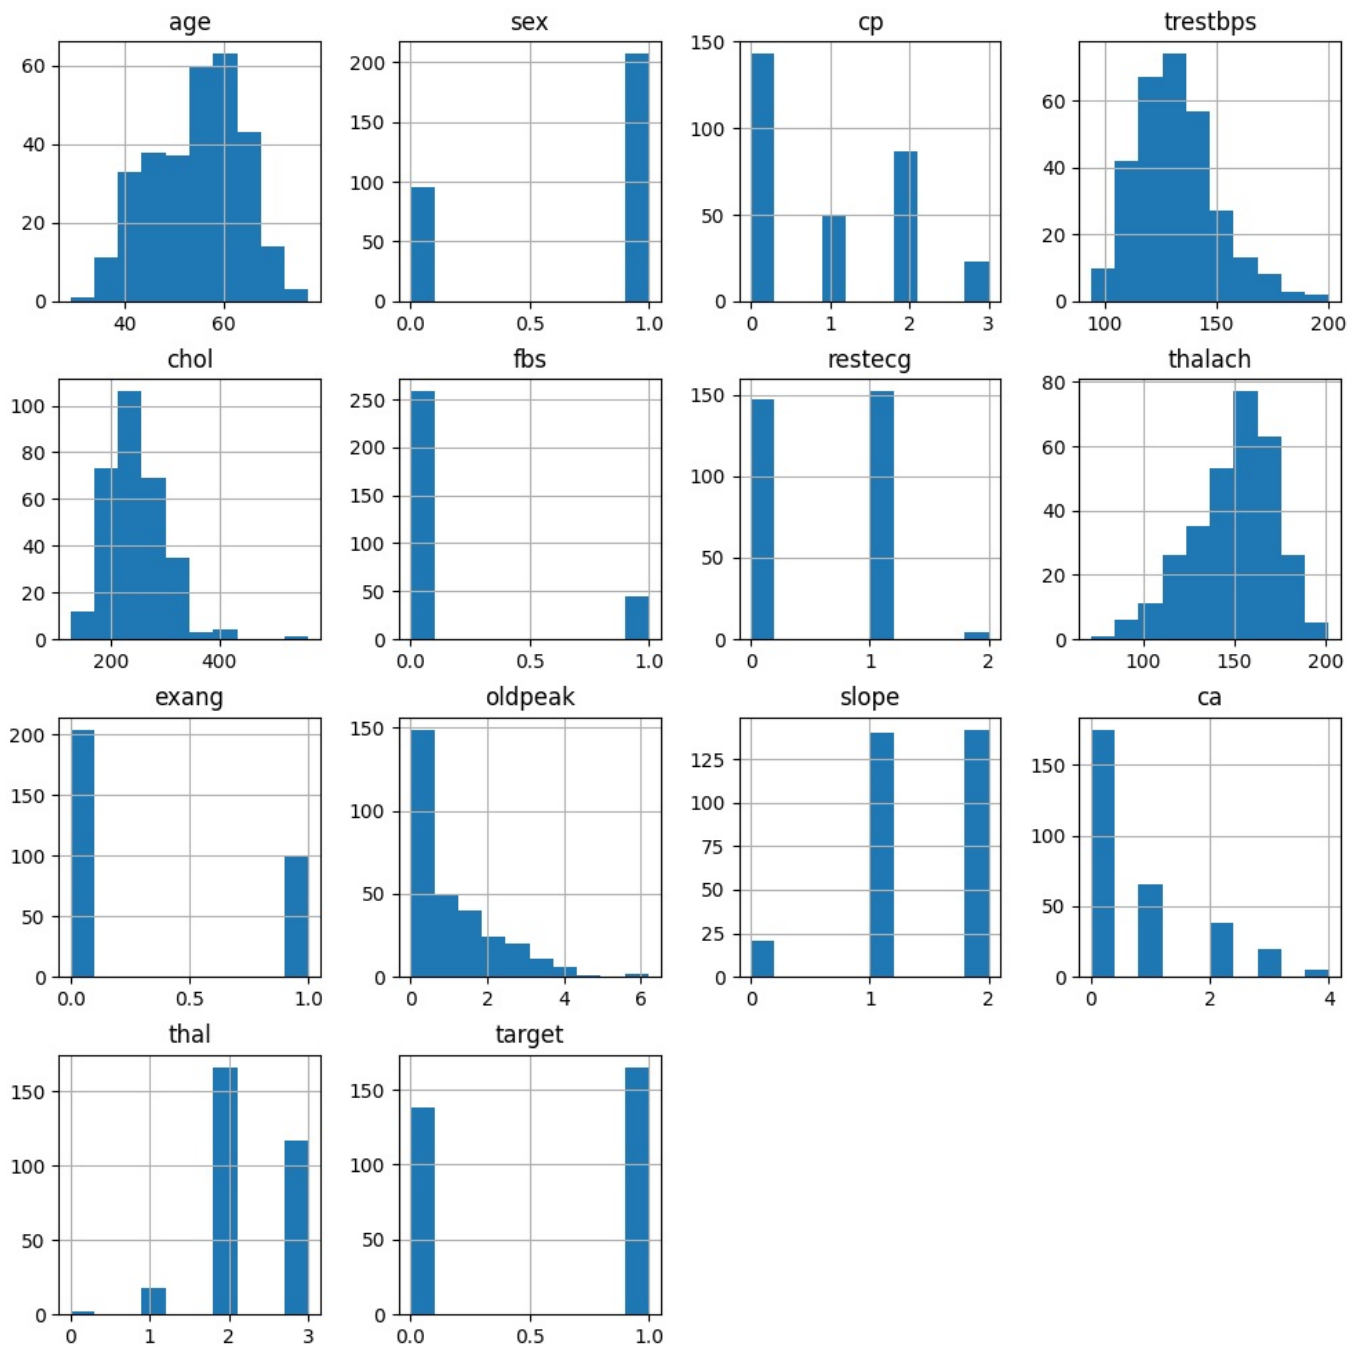 age sex cp trestbps
60 40 20 0
40 60
200 150 100 50 0
0.0 0.5 1.0
150 100 50 0
0 1 2 3
60 40 20 0
100 150 200
chol fbs restecg thalach
100 80 60 40 20 0
200 400
250 200 150 100 50 0
0.0 0.5 1.0
150 100 50 0
0 1 2
80 60 40 20 0
100 150 200
exang oldpeak slope ca
200 150 100 50 0
0.0 0.5 1.0
150 100 50 0
0 2 4 6
125 100 75 50 25 0
0 1 2
150 100 50 0
0 2 4
thal target
150 100 50 0
0 1 2 3
150 100 50 0
0.0 0.5 1.0